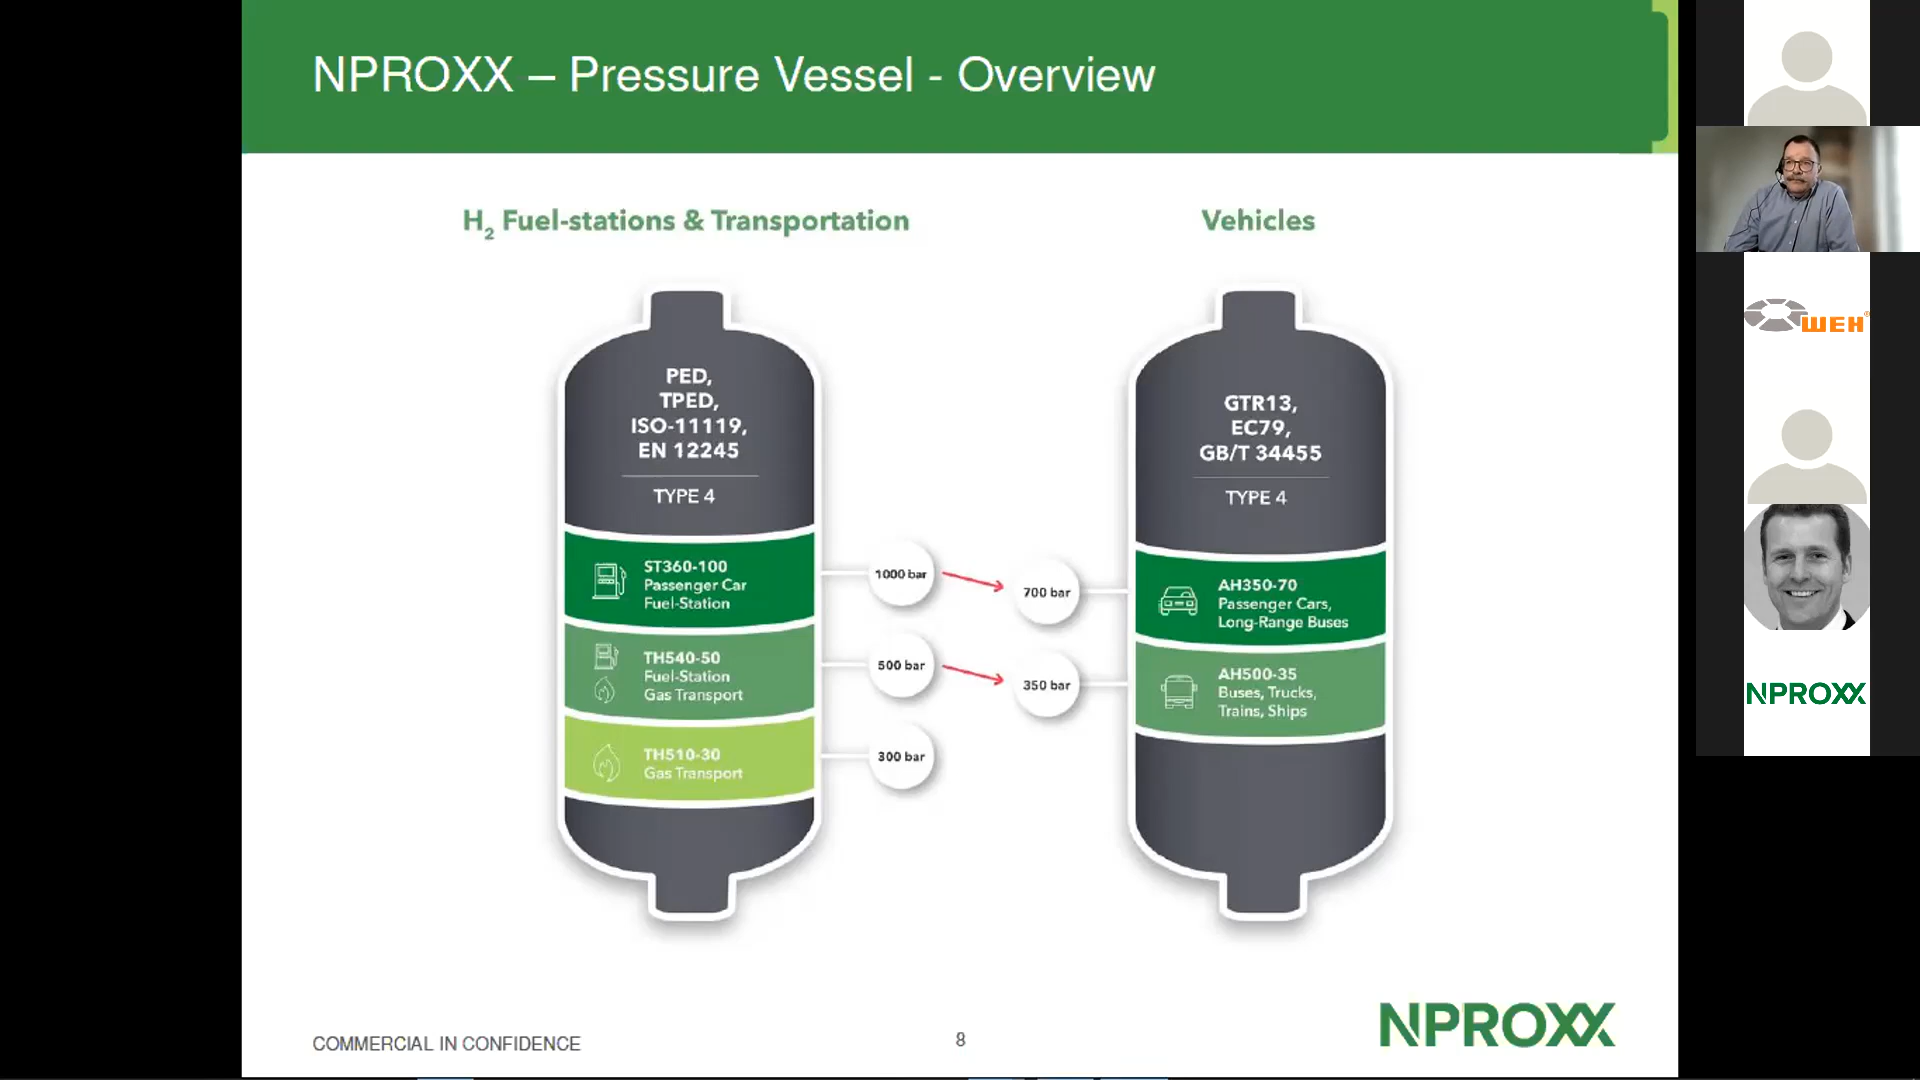 NPROXX – Pressure Vessel - Overview
H2 Fuel-stations & Transportation
PED,
TPED,
ISO-11119,
EN 12245
TYPE 4
ST360-100
Passenger Car
Fuel-Station
TH540-50
Fuel-Station
Gas Transport
TH510-30
Gas Transport
1000 bar
500 bar
300 bar
Vehicles
GTR13,
EC79,
GB/T 34455
TYPE 4
700 bar
350 bar
AH350-70
Passenger Cars,
Long-Range Buses
AH500-35
Buses, Trucks,
Trains, Ships
COMMERCIAL IN CONFIDENCE
8
NPROXX
WEH®
NPROXX